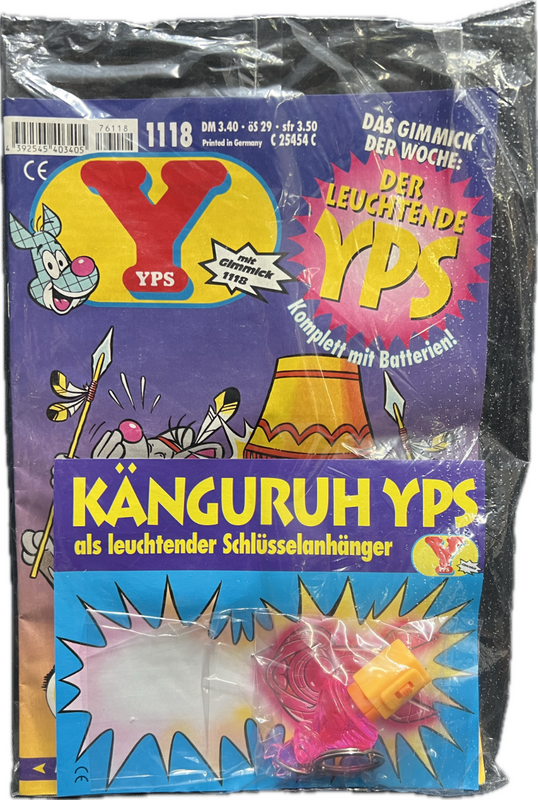 76118
4 392545 403405
1118
DM 3.40 · öS 29 · sfr 3.50
Printed in Germany C 25454 C
CE
Y
YPS
mit
Gimmick
1118
DAS GIMMICK
DER WOCHE:
DER
LEUCHTENDE
YPS
Komplett mit Batterien!
KÄNGURUH YPS
als leuchtender Schlüsselanhänger
Y
YPS
CE